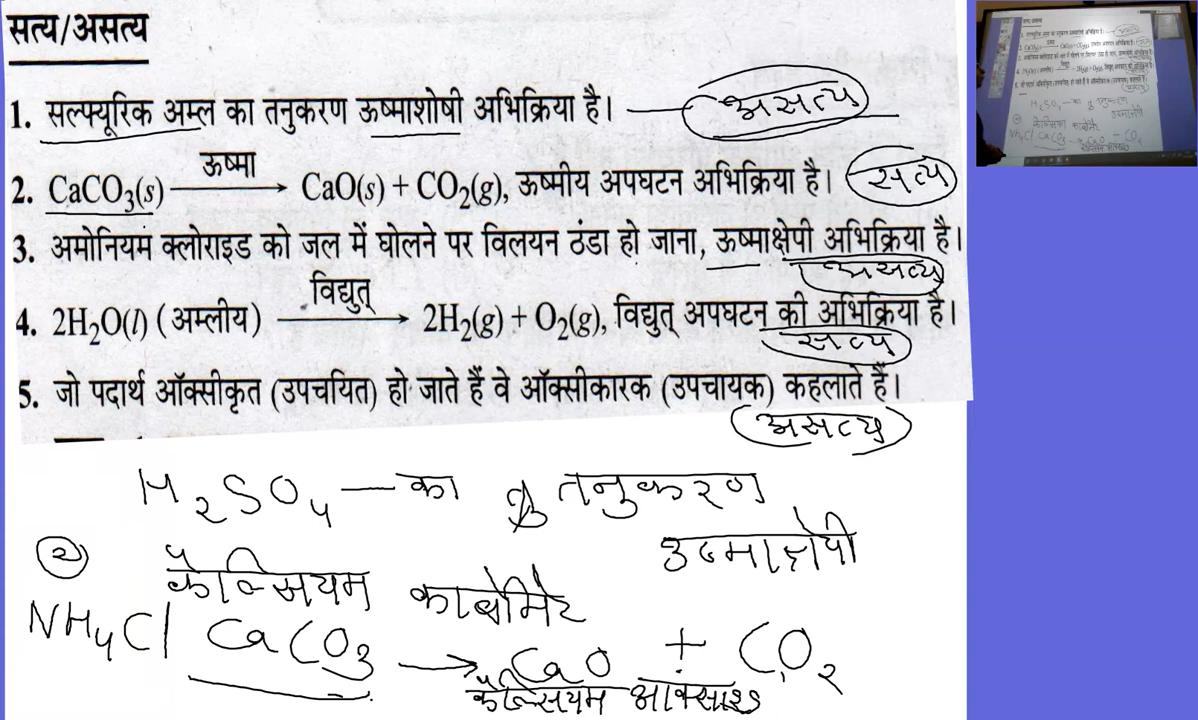 सत्य/असत्य
1. सल्फ्यूरिक अम्ल का तनुकरण ऊष्माशोषी अभिक्रिया है। असत्य
2. CaCO₃(s) ऊष्मा→ CaO(s) + CO₂(g), ऊष्मीय अपघटन अभिक्रिया है। सत्य
3. अमोनियम क्लोराइड को जल में घोलने पर विलयन ठंडा हो जाना, ऊष्माक्षेपी अभिक्रिया है।
असत्य
4. 2H₂O(l) (अम्लीय) विद्युत्→ 2H₂(g) + O₂(g), विद्युत् अपघटन की अभिक्रिया है।
सत्य
5. जो पदार्थ ऑक्सीकृत (उपचयित) हो जाते हैं वे ऑक्सीकारक (उपचायक) कहलाते हैं।
असत्य
H₂SO₄ — का तनुकरण
उष्माक्षेपी
② कैल्सियम कार्बोमेट
NH₄Cl CaCO₃ → CaO + CO₂
कैल्सियम